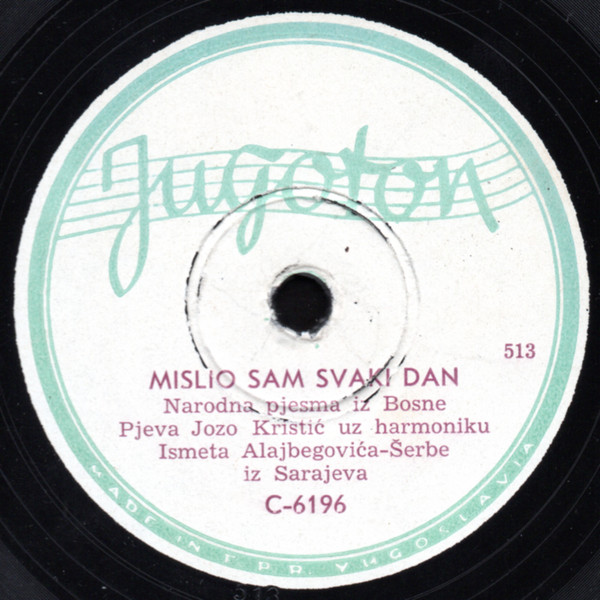 Jugoton
513
MISLIO SAM SVAKI DAN
Narodna pjesma iz Bosne
Pjeva Jozo Kristić uz harmoniku
Ismeta Alajbegovića-Šerbe
iz Sarajeva
C-6196
MADE IN F.P.R. YUGOSLAVIA
513